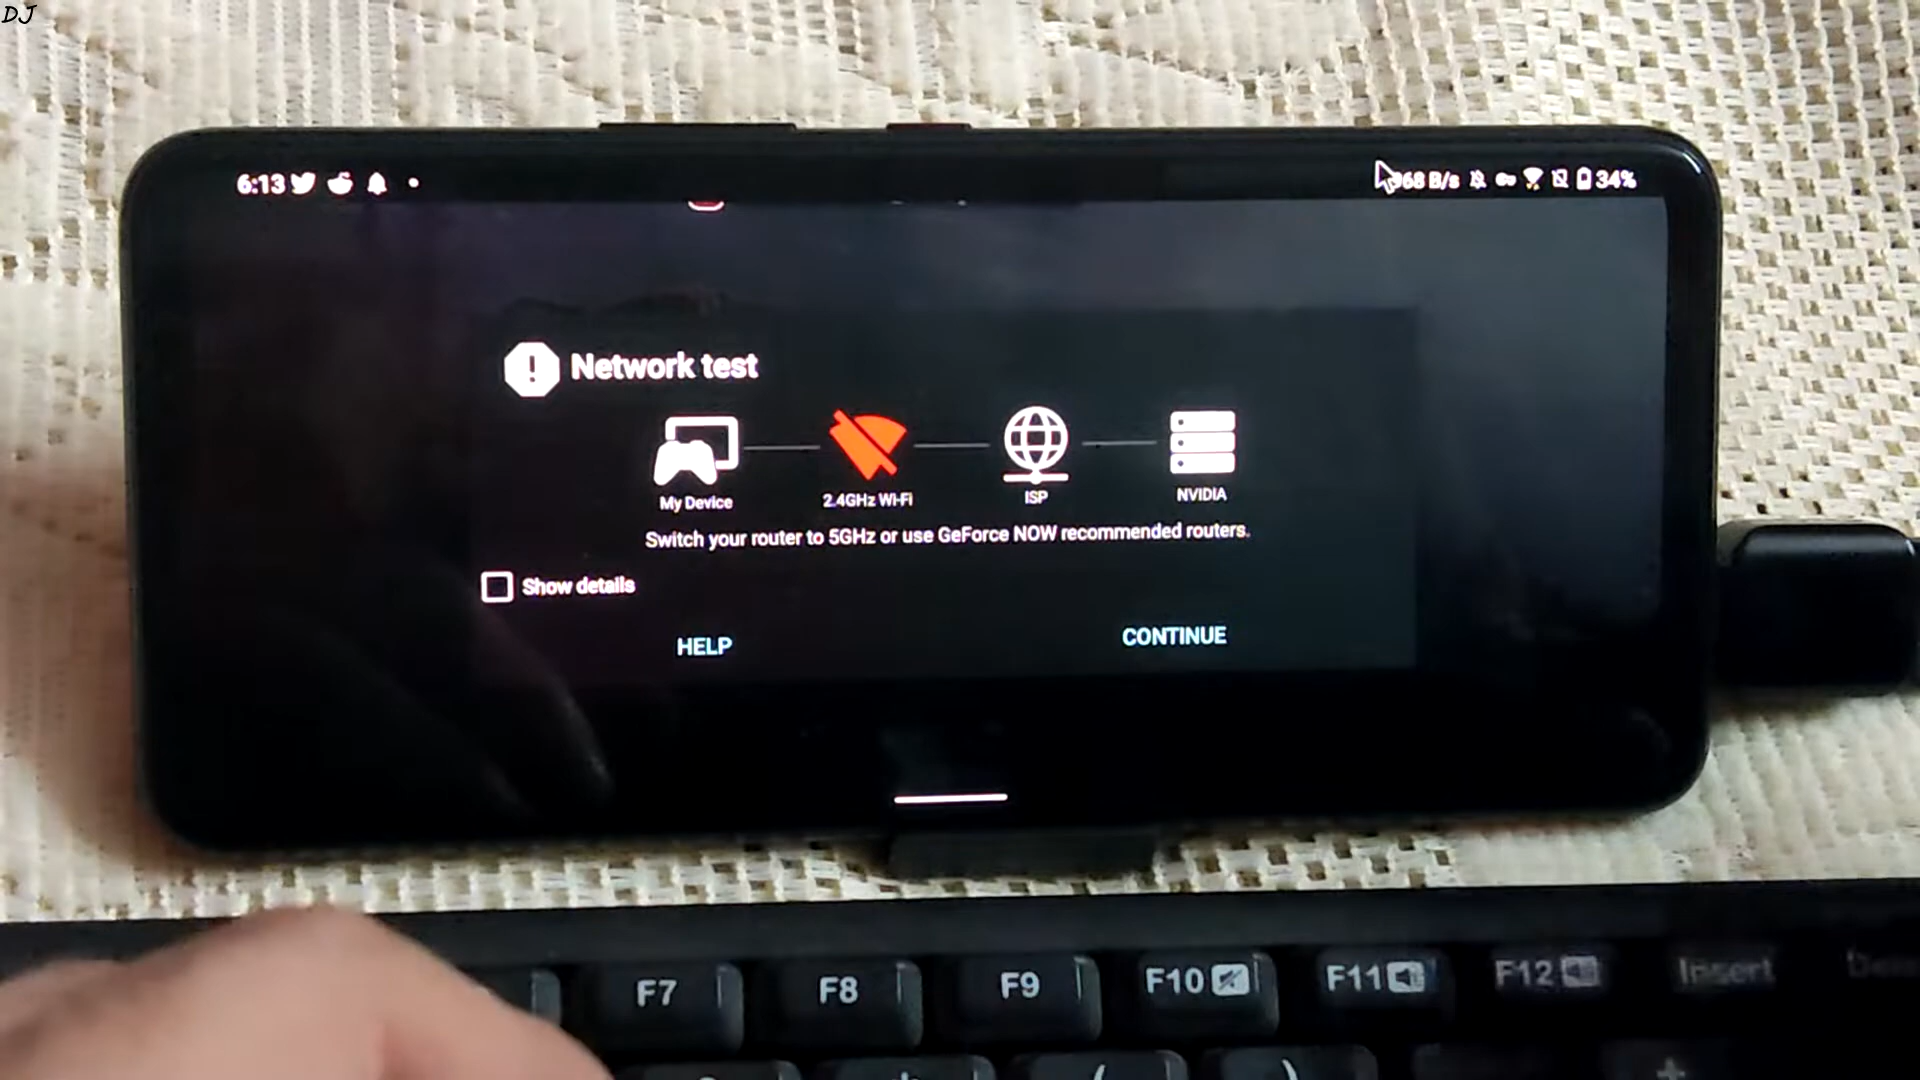 DJ
6:13
968 B/s 34%
Network test
My Device
2.4GHz Wi-Fi
ISP
NVIDIA
Switch your router to 5GHz or use GeForce NOW recommended routers.
Show details
HELP
CONTINUE
F7
F8
F9
F10
F11
F12
Insert